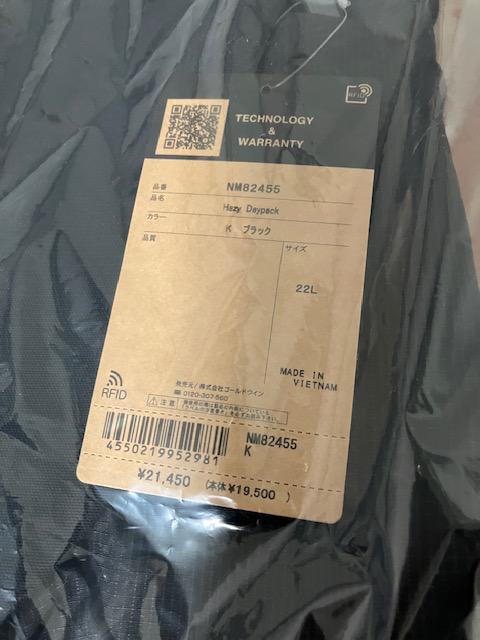 RFID
TECHNOLOGY
&
WARRANTY
品番 NM82455
品名 Hazy Daypack
カラー K ブラック
品質
サイズ
22L
MADE IN
VIETNAM
RFID
発売元/株式会社ゴールドウイン
0120-307-560
注意
NM82455
K
4550219952981
¥21,450 (本体¥19,500 )